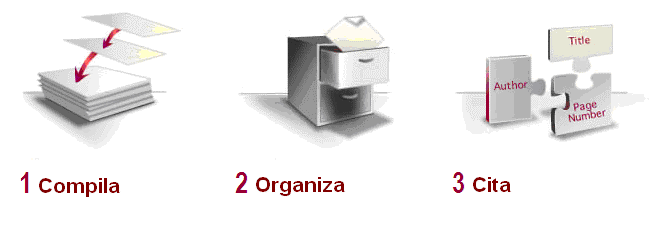 Title
Author
Page
Number
1 Compila
2 Organiza
3 Cita